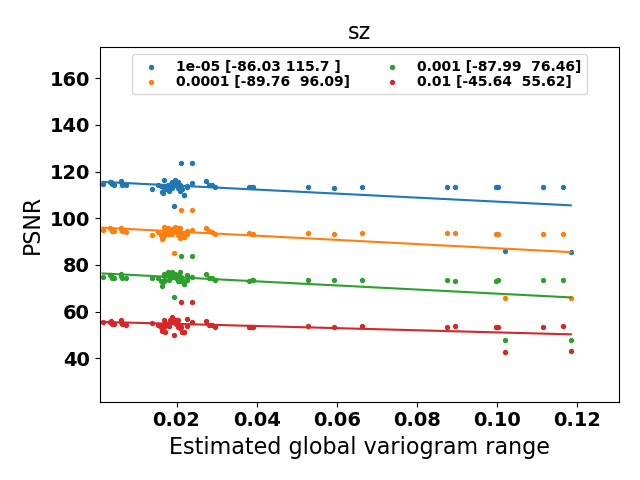 sz
1e-05 [-86.03 115.7 ]
0.0001 [-89.76  96.09]
0.001 [-87.99  76.46]
0.01 [-45.64  55.62]
PSNR
160
140
120
100
80
60
40
0.02 0.04 0.06 0.08 0.10 0.12
Estimated global variogram range